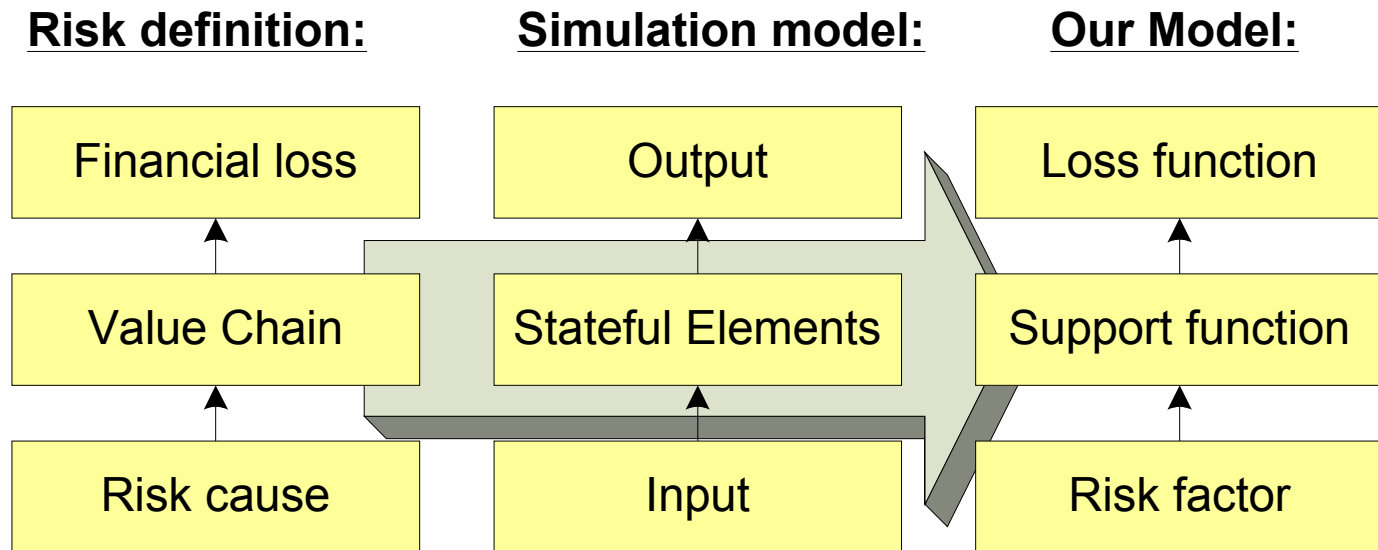 Risk definition:
Simulation model:
Our Model:
Financial loss
Output
Loss function
Value Chain
Stateful Elements
Support function
Risk cause
Input
Risk factor